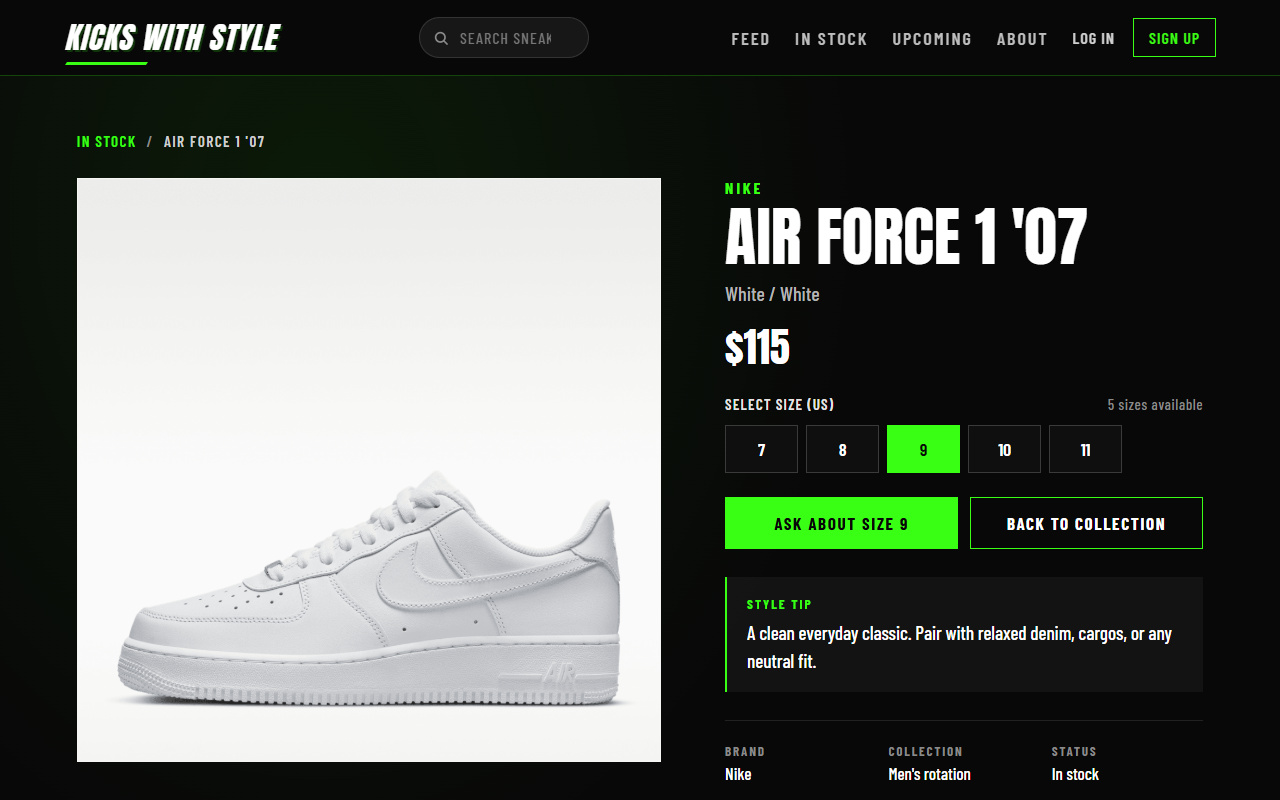 KICKS WITH STYLE
SEARCH SNEAK
FEED IN STOCK UPCOMING ABOUT LOG IN SIGN UP
IN STOCK / AIR FORCE 1 '07
NIKE
AIR FORCE 1 '07
White / White
$115
SELECT SIZE (US) 5 sizes available
7 8 9 10 11
ASK ABOUT SIZE 9 BACK TO COLLECTION
STYLE TIP
A clean everyday classic. Pair with relaxed denim, cargos, or any
neutral fit.
BRAND COLLECTION STATUS
Nike Men's rotation In stock
AIR